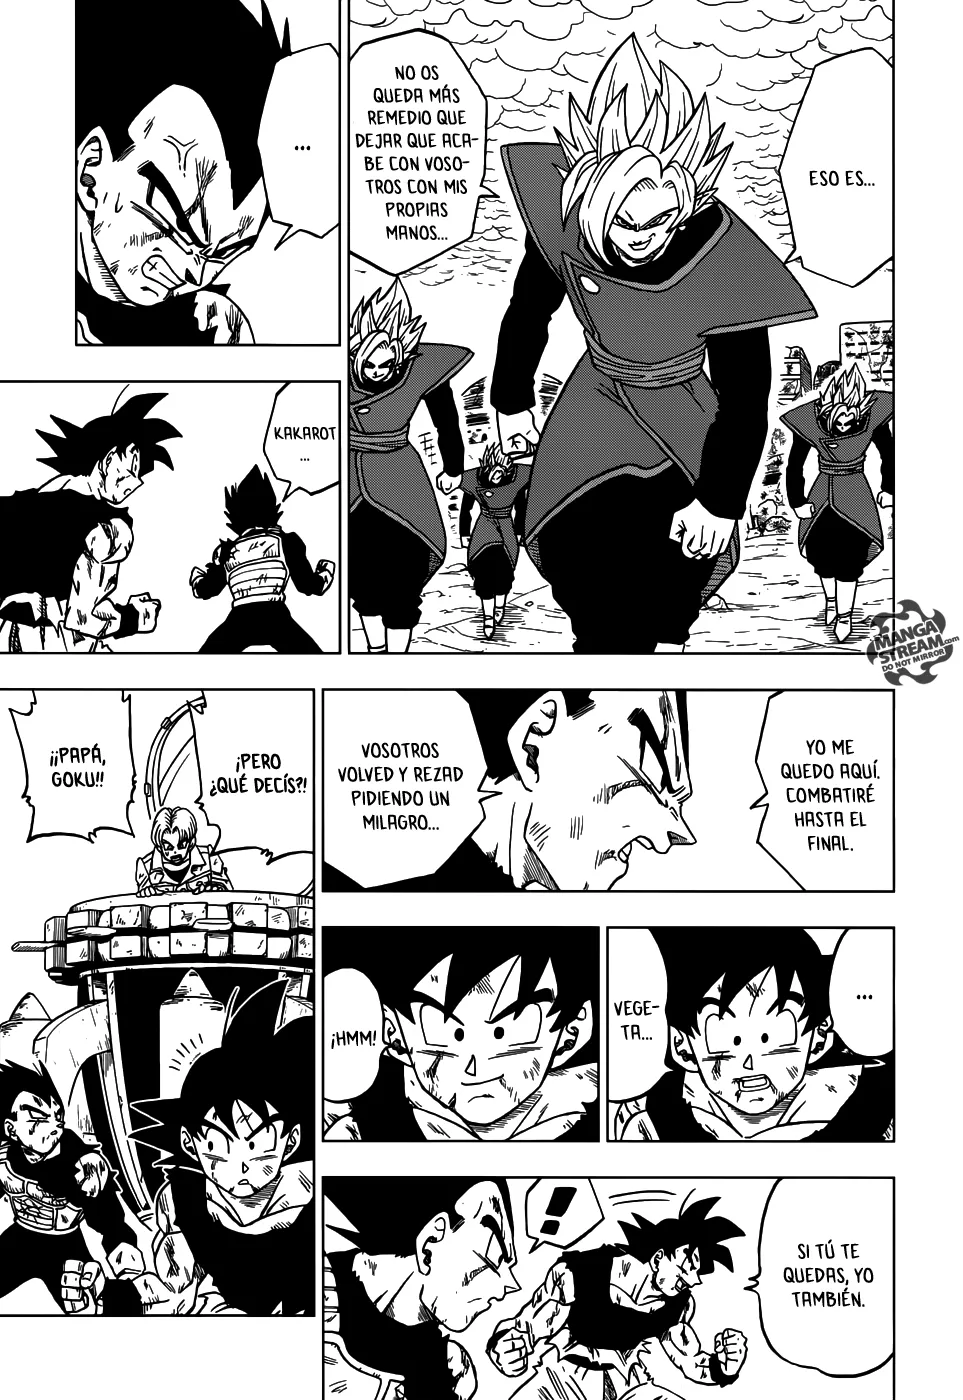 ESO ES...
NO OS
QUEDA MÁS
REMEDIO QUE
DEJAR QUE ACA-
BE CON VOSO-
TROS CON MIS
PROPIAS
MANOS...
...
KAKAROT
...
YO ME
QUEDO AQUÍ.
COMBATIRÉ
HASTA EL
FINAL.
VOSOTROS
VOLVED Y REZAD
PIDIENDO UN
MILAGRO...
...
VEGE-
TA...
¡HMM!
SI TÚ TE
QUEDAS, YO
TAMBIÉN.
!
¡PERO
¿QUÉ DECÍS?!
¡¡PAPÁ,
GOKU!!
MANGA
STREAM.com
DO NOT MIRROR